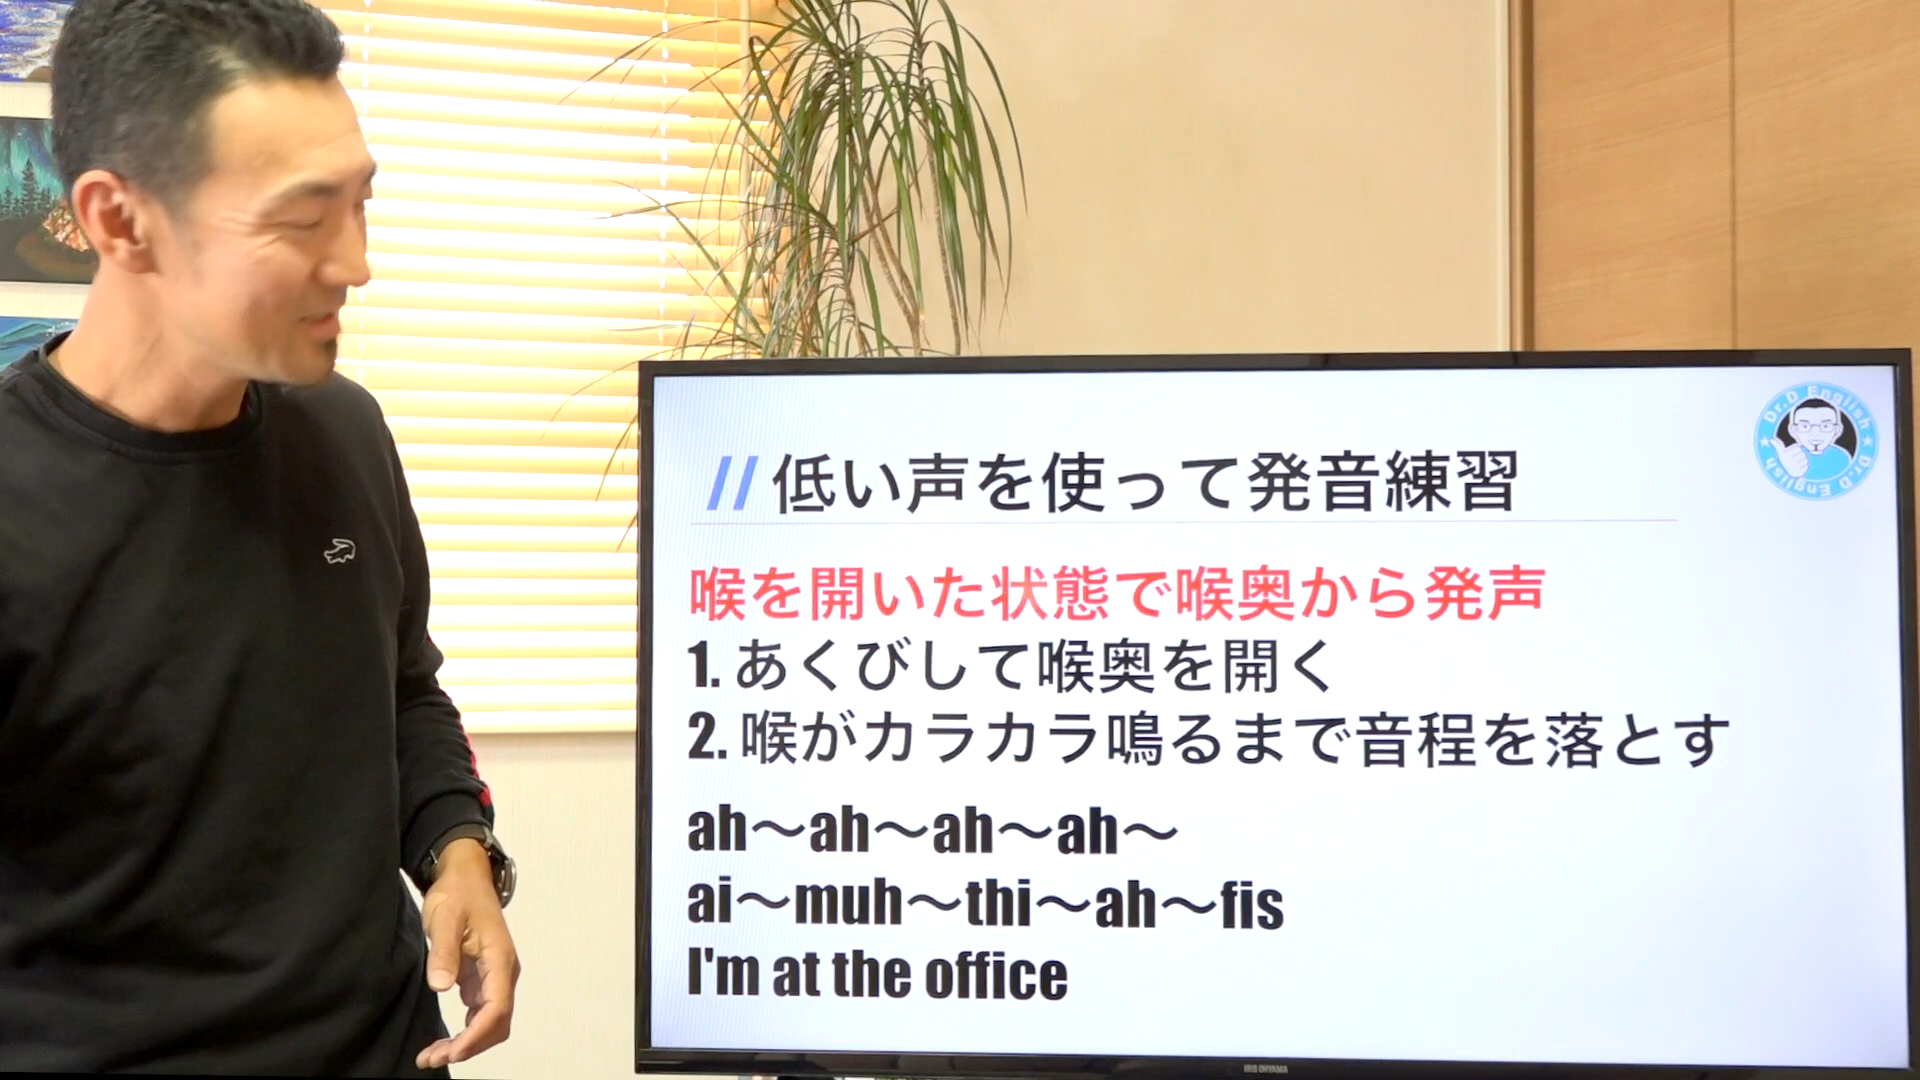 // 低い声を使って発音練習
喉を開いた状態で喉奥から発声
1. あくびして喉奥を開く
2. 喉がカラカラ鳴るまで音程を落とす
ah〜ah〜ah〜ah〜
ai〜muh〜thi〜ah〜fis
I'm at the office
Dr.D English
Dr.D English
IRIS OHYAMA